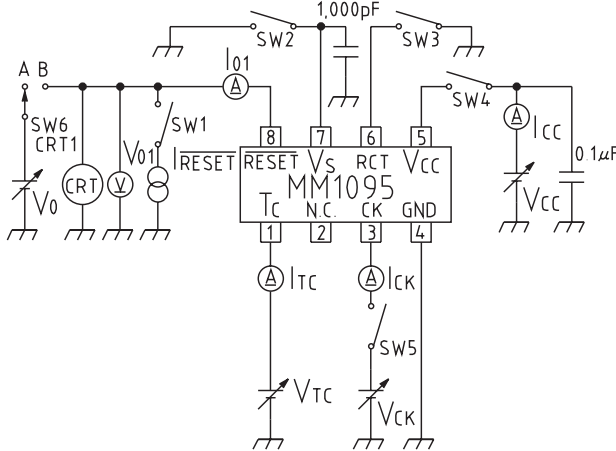 1,000pF
SW2
SW3
A B
I01
SW4
SW6
CRT1
CRT
V
V01
SW1
IRESET
A
8
7
6
5
A
ICC
0.1µF
V0
RESET
VS
RCT
VCC
MM1095
VCC
TC
N.C.
CK
GND
1
2
3
4
A
ITC
A
ICK
SW5
VTC
VCK